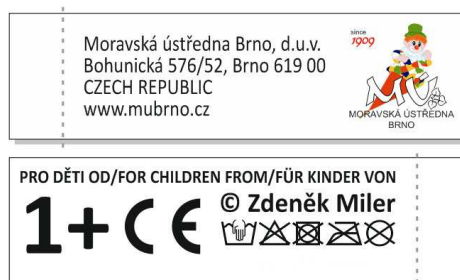 Moravská ústředna Brno, d.u.v.
Bohunická 576/52, Brno 619 00
CZECH REPUBLIC
www.mubrno.cz
since
1909
MÚ
MORAVSKÁ ÚSTŘEDNA
BRNO
PRO DĚTI OD/FOR CHILDREN FROM/FÜR KINDER VON
1+ CE
© Zdeněk Miler